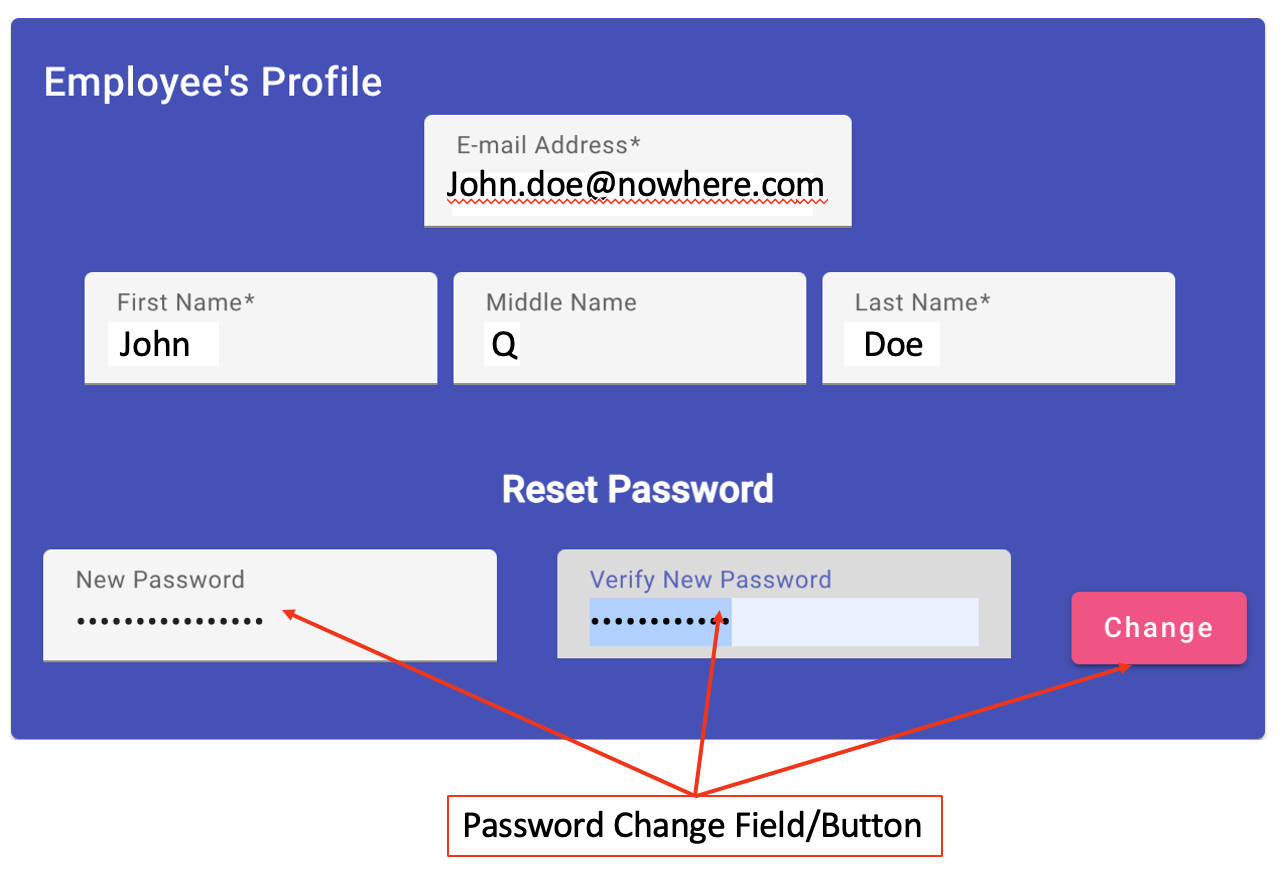 Employee's Profile
E-mail Address*
John.doe@nowhere.com
First Name* Middle Name Last Name*
John Q Doe
Reset Password
New Password Verify New Password
•••••••••••••••• ••••••••••••
Change
Password Change Field/Button